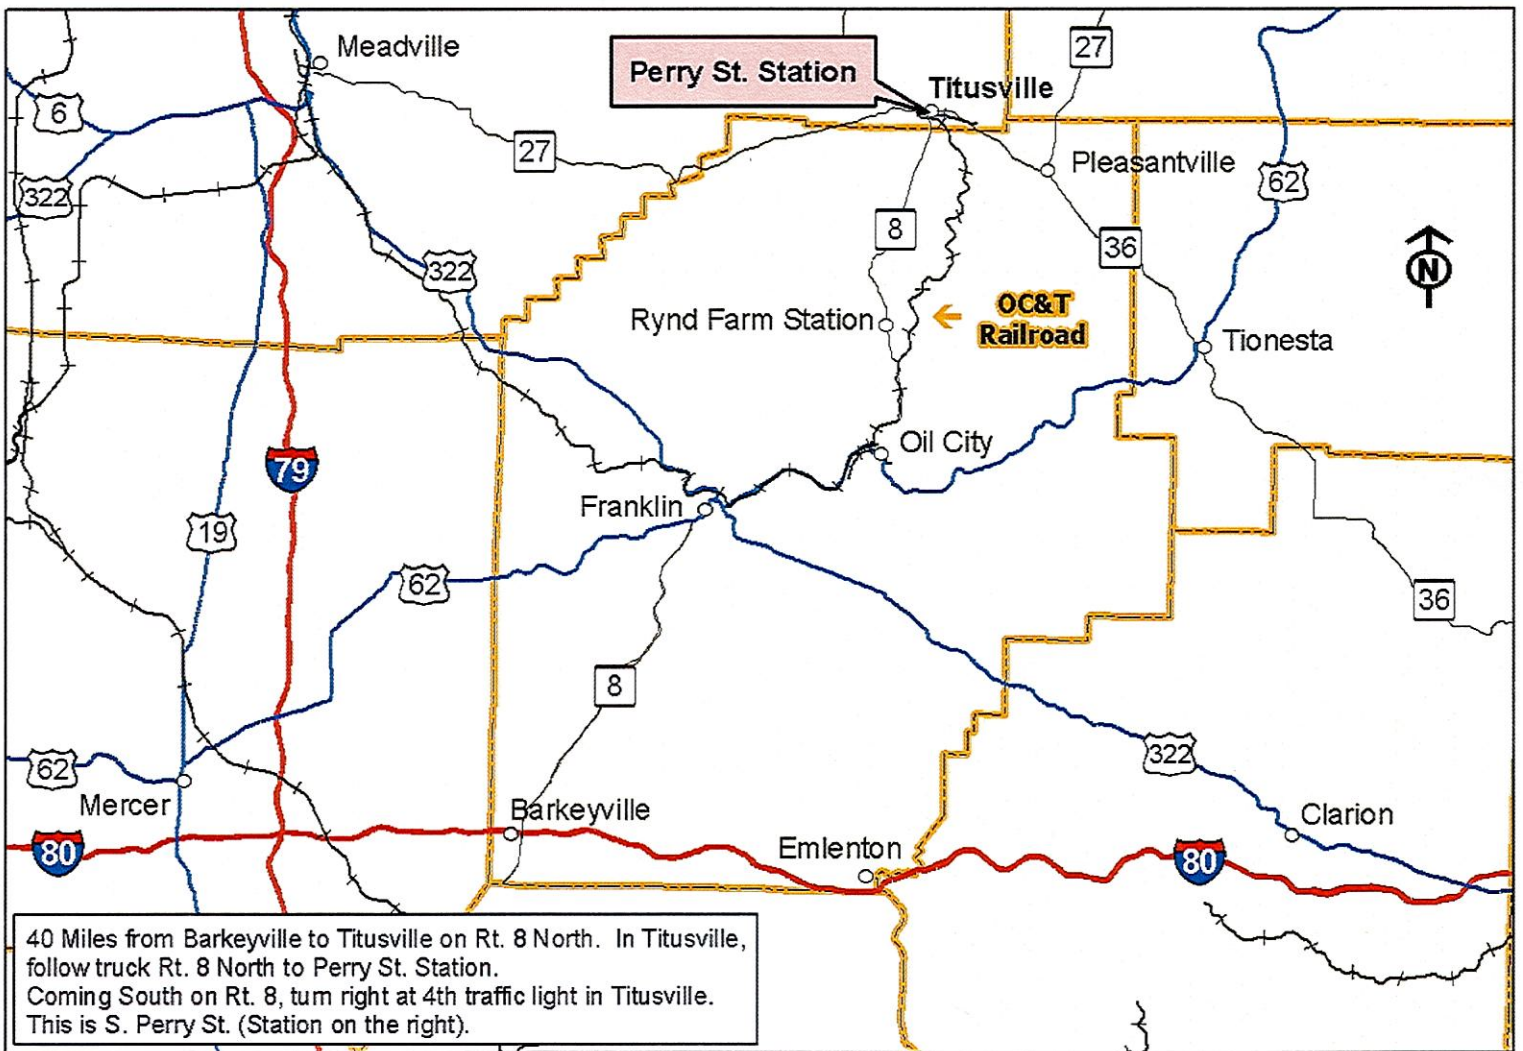 Meadville
Perry St. Station
Titusville
27
6
27
Pleasantville
322
62
8
36
322
N
OC&T
Railroad
Rynd Farm Station
Tionesta
Oil City
79
Franklin
19
62
36
8
322
62
Mercer
Barkeyville
Clarion
80
Emlenton
80
40 Miles from Barkeyville to Titusville on Rt. 8 North. In Titusville,
follow truck Rt. 8 North to Perry St. Station.
Coming South on Rt. 8, turn right at 4th traffic light in Titusville.
This is S. Perry St. (Station on the right).